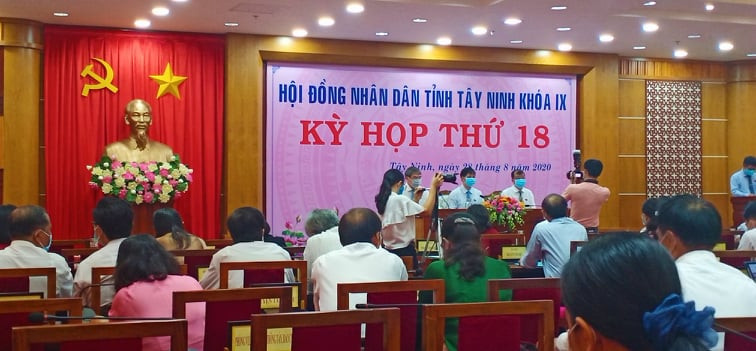 HỘI ĐỒNG NHÂN DÂN TỈNH TÂY NINH KHÓA IX
KỲ HỌP THỨ 18
Tây Ninh, ngày 28 tháng 8 năm 2020